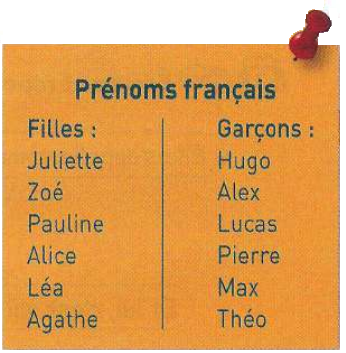 Prénoms français
Filles : Garçons :
Juliette Hugo
Zoé Alex
Pauline Lucas
Alice Pierre
Léa Max
Agathe Théo